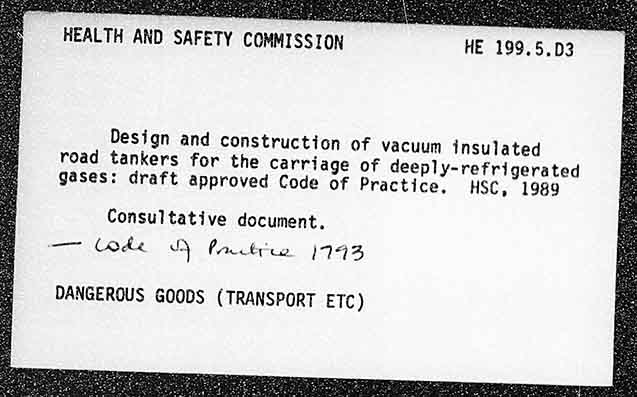 HEALTH AND SAFETY COMMISSION HE 199.5.D3
Design and construction of vacuum insulated
road tankers for the carriage of deeply-refrigerated
gases: draft approved Code of Practice. HSC, 1989
Consultative document.
— Code of Practice 1993
DANGEROUS GOODS (TRANSPORT ETC)